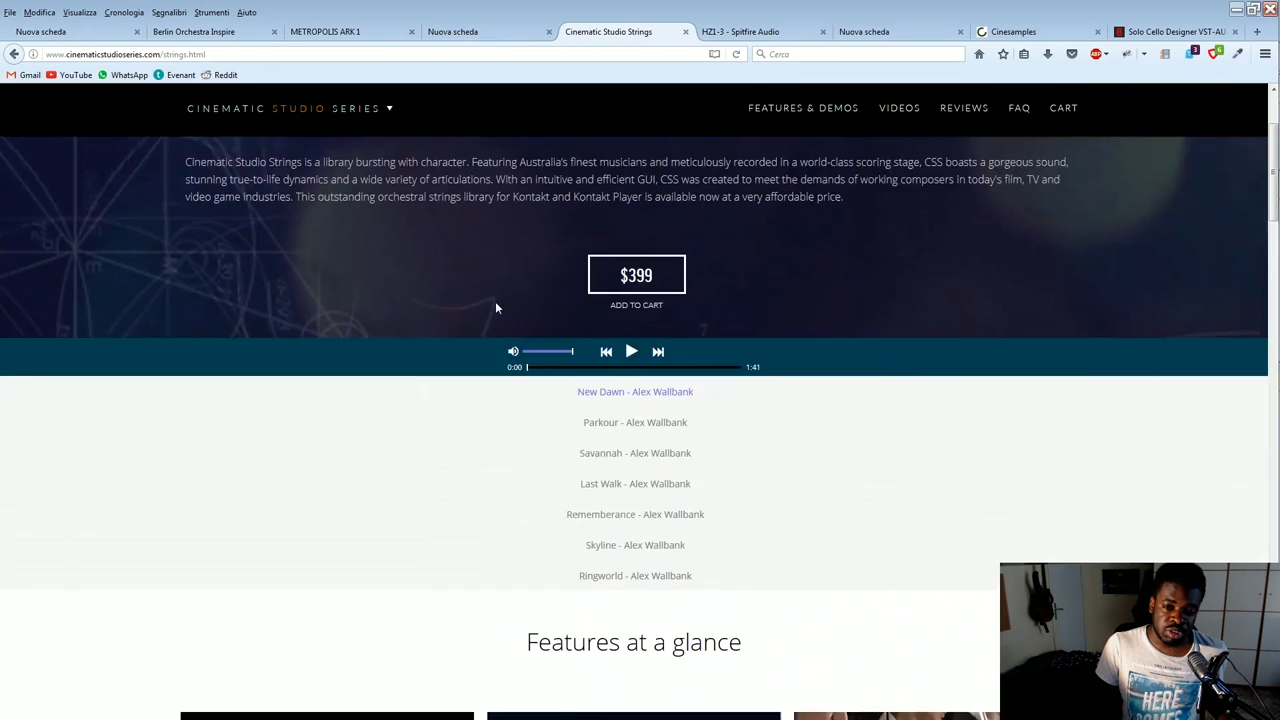 File Modifica Visualizza Cronologia Segnalibri Strumenti Aiuto
Nuova scheda × Berlin Orchestra Inspire × METROPOLIS ARK 1 × Nuova scheda × Cinematic Studio Strings × HZ1-3 - Spitfire Audio × Nuova scheda × Cinesamples × Solo Cello Designer VST-AU ×
www.cinematicstudioseries.com/strings.html Cerca ABP 3 6
Gmail YouTube WhatsApp Evenant Reddit
CINEMATIC STUDIO SERIES FEATURES & DEMOS VIDEOS REVIEWS FAQ CART
Cinematic Studio Strings is a library bursting with character. Featuring Australia's finest musicians and meticulously recorded in a world-class scoring stage, CSS boasts a gorgeous sound,
stunning true-to-life dynamics and a wide variety of articulations. With an intuitive and efficient GUI, CSS was created to meet the demands of working composers in today's film, TV and
video game industries. This outstanding orchestral strings library for Kontakt and Kontakt Player is available now at a very affordable price.
$399
ADD TO CART
0:00 1:41
New Dawn - Alex Wallbank
Parkour - Alex Wallbank
Savannah - Alex Wallbank
Last Walk - Alex Wallbank
Rememberance - Alex Wallbank
Skyline - Alex Wallbank
Ringworld - Alex Wallbank
Features at a glance
HERE